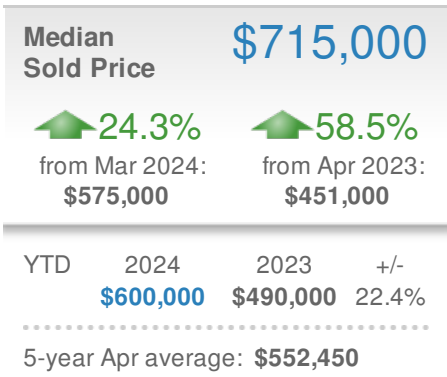 Median
Sold Price
$715,000
24.3% 58.5%
from Mar 2024: from Apr 2023:
$575,000 $451,000
YTD 2024 2023 +/-
$600,000 $490,000 22.4%
5-year Apr average: $552,450